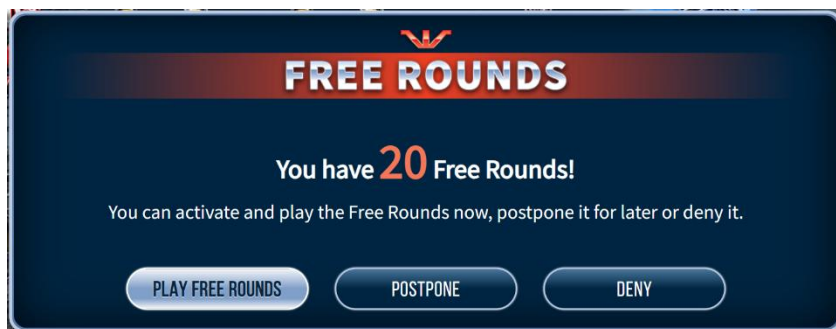 FREE ROUNDS
You have 20 Free Rounds!
You can activate and play the Free Rounds now, postpone it for later or deny it.
PLAY FREE ROUNDS POSTPONE DENY